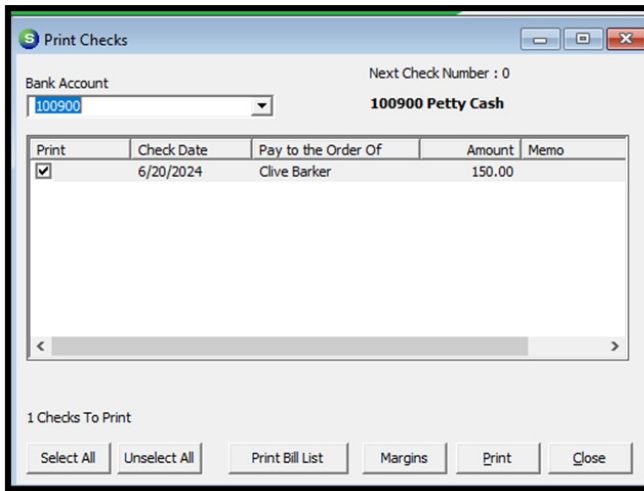 S Print Checks
Bank Account
Next Check Number : 0
100900
100900 Petty Cash
Print Check Date Pay to the Order Of Amount Memo
6/20/2024 Clive Barker 150.00
1 Checks To Print
Select All Unselect All Print Bill List Margins Print Close